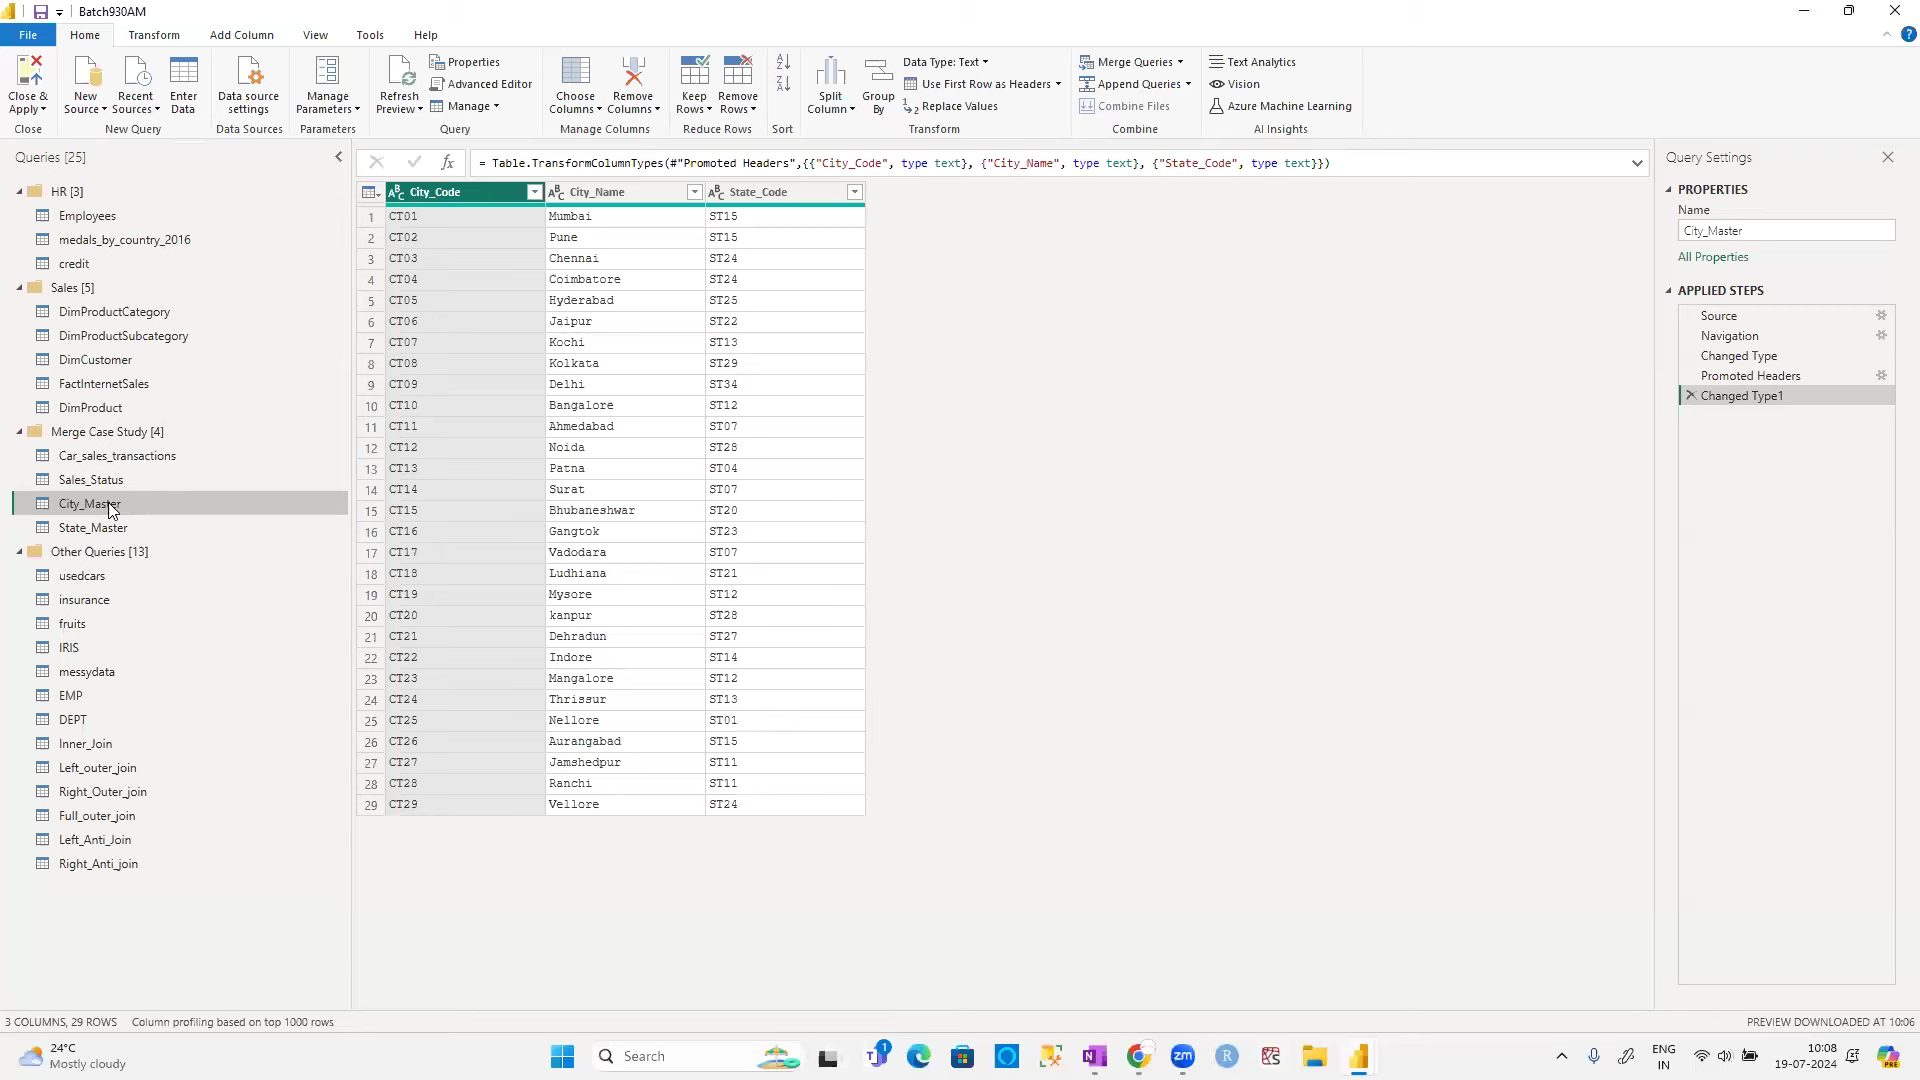 Batch930AM
File Home Transform Add Column View Tools Help
Close & Apply
Close
New Source
Recent Sources
Enter Data
New Query
Data source settings
Data Sources
Manage Parameters
Parameters
Refresh Preview
Properties
Advanced Editor
Manage
Query
Choose Columns
Remove Columns
Manage Columns
Keep Rows
Remove Rows
Reduce Rows
Sort
Split Column
Group By
Data Type: Text
Use First Row as Headers
Replace Values
Transform
Merge Queries
Append Queries
Combine Files
Combine
Text Analytics
Vision
Azure Machine Learning
AI Insights
Queries [25]
HR [3]
Employees
medals_by_country_2016
credit
Sales [5]
DimProductCategory
DimProductSubcategory
DimCustomer
FactInternetSales
DimProduct
Merge Case Study [4]
Car_sales_transactions
Sales_Status
City_Master
State_Master
Other Queries [13]
usedcars
insurance
fruits
IRIS
messydata
EMP
DEPT
Inner_Join
Left_outer_join
Right_Outer_join
Full_outer_join
Left_Anti_Join
Right_Anti_join
fx = Table.TransformColumnTypes(#"Promoted Headers",{{"City_Code", type text}, {"City_Name", type text}, {"State_Code", type text}})
ABC City_Code ABC City_Name ABC State_Code
1 CT01 Mumbai ST15
2 CT02 Pune ST15
3 CT03 Chennai ST24
4 CT04 Coimbatore ST24
5 CT05 Hyderabad ST25
6 CT06 Jaipur ST22
7 CT07 Kochi ST13
8 CT08 Kolkata ST29
9 CT09 Delhi ST34
10 CT10 Bangalore ST12
11 CT11 Ahmedabad ST07
12 CT12 Noida ST28
13 CT13 Patna ST04
14 CT14 Surat ST07
15 CT15 Bhubaneshwar ST20
16 CT16 Gangtok ST23
17 CT17 Vadodara ST07
18 CT18 Ludhiana ST21
19 CT19 Mysore ST12
20 CT20 kanpur ST28
21 CT21 Dehradun ST27
22 CT22 Indore ST14
23 CT23 Mangalore ST12
24 CT24 Thrissur ST13
25 CT25 Nellore ST01
26 CT26 Aurangabad ST15
27 CT27 Jamshedpur ST11
28 CT28 Ranchi ST11
29 CT29 Vellore ST24
Query Settings
PROPERTIES
Name
City_Master
All Properties
APPLIED STEPS
Source
Navigation
Changed Type
Promoted Headers
Changed Type1
3 COLUMNS, 29 ROWS Column profiling based on top 1000 rows PREVIEW DOWNLOADED AT 10:06
24°C
Mostly cloudy
Search
1
zm
R
ENG
IN
10:08
19-07-2024
PRE